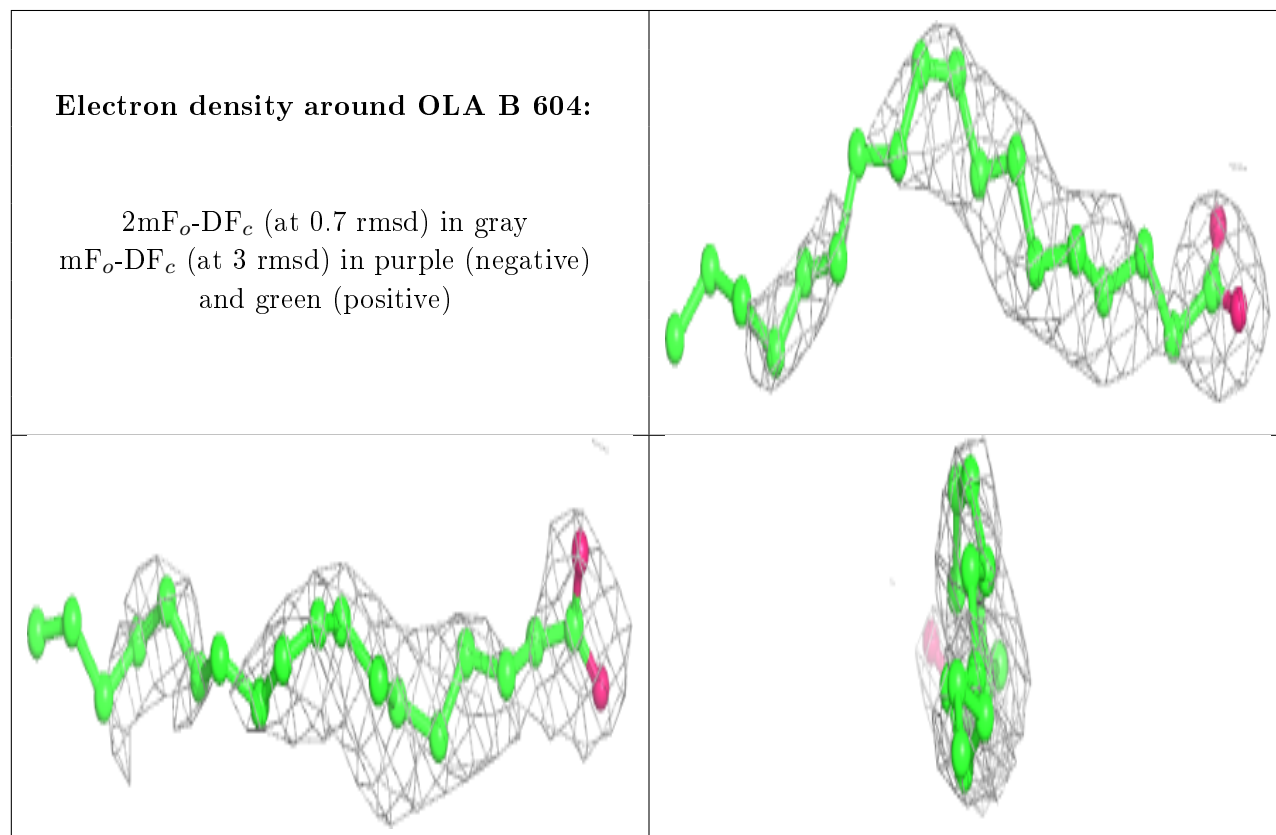 Electron density around OLA B 604:
2mFo-DFc (at 0.7 rmsd) in gray
mFo-DFc (at 3 rmsd) in purple (negative)
and green (positive)